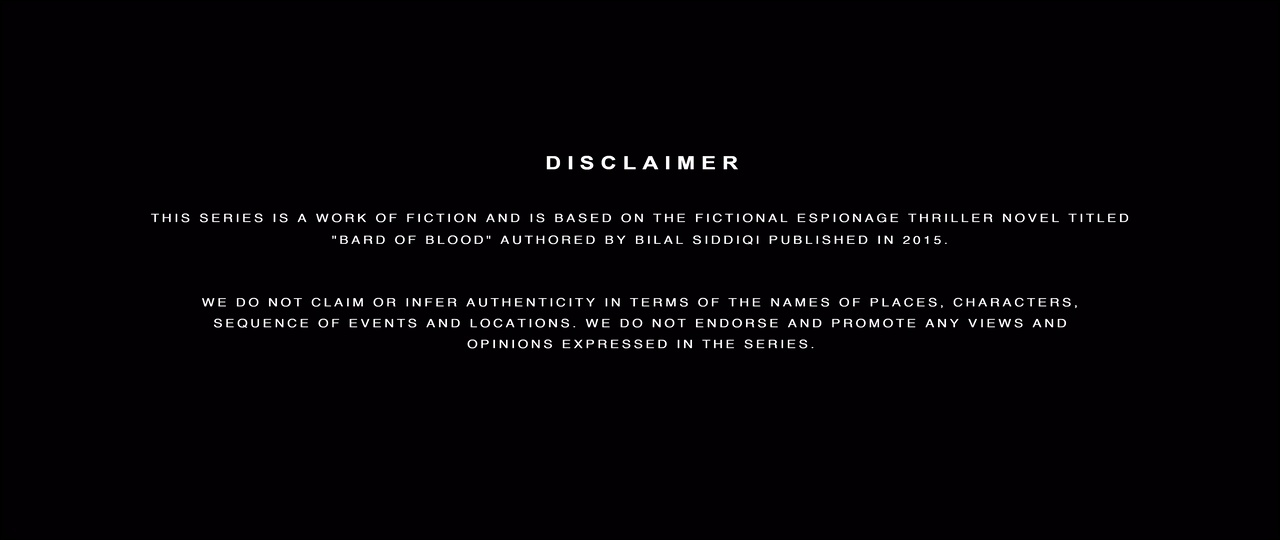 DISCLAIMER
THIS SERIES IS A WORK OF FICTION AND IS BASED ON THE FICTIONAL ESPIONAGE THRILLER NOVEL TITLED
"BARD OF BLOOD" AUTHORED BY BILAL SIDDIQI PUBLISHED IN 2015.
WE DO NOT CLAIM OR INFER AUTHENTICITY IN TERMS OF THE NAMES OF PLACES, CHARACTERS,
SEQUENCE OF EVENTS AND LOCATIONS. WE DO NOT ENDORSE AND PROMOTE ANY VIEWS AND
OPINIONS EXPRESSED IN THE SERIES.